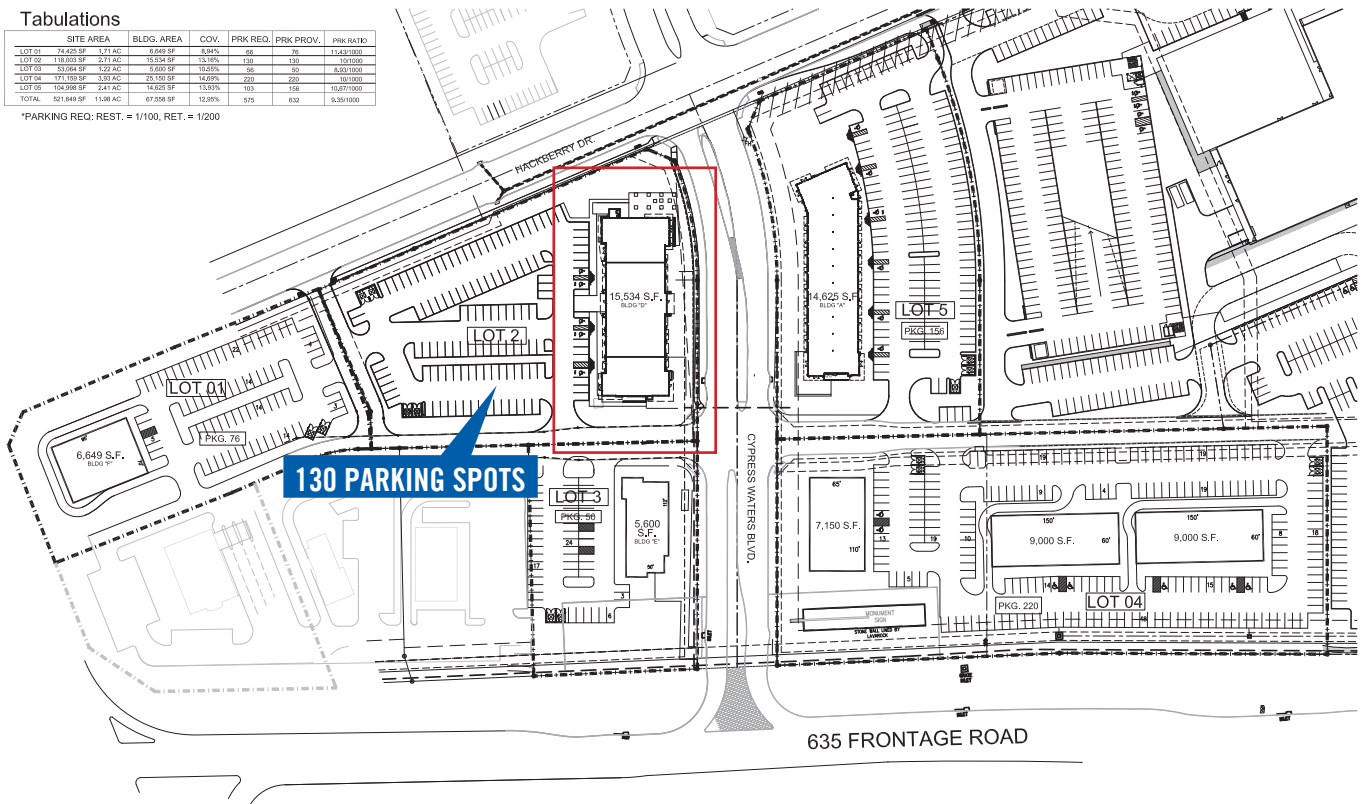 Tabulations
SITE AREA BLDG. AREA COV. PRK REQ. PRK PROV. PRK RATIO
LOT 01 74,425 SF 1.71 AC 6,649 SF 8.94% 66 76 11.43/1000
LOT 02 118,003 SF 2.71 AC 15,534 SF 13.16% 130 130 10/1000
LOT 03 53,064 SF 1.22 AC 5,600 SF 10.55% 56 50 8.93/1000
LOT 04 171,159 SF 3.93 AC 25,150 SF 14.69% 220 220 10/1000
LOT 05 104,998 SF 2.41 AC 14,625 SF 13.93% 103 156 10.67/1000
TOTAL 521,649 SF 11.98 AC 67,558 SF 12.95% 575 632 9.35/1000
*PARKING REQ: REST. = 1/100, RET. = 1/200
HACKBERRY DR.
15,534 S.F.
BLDG "D"
14,625 S.F.
BLDG "A"
LOT 5
PKG. 156
LOT 2
LOT 01
PKG. 76
6,649 S.F.
BLDG "F"
130 PARKING SPOTS
LOT 3
PKG. 50
5,600
S.F.
BLDG "E"
50'
CYPRESS WATERS BLVD.
65'
7,150 S.F.
110'
150'
9,000 S.F.
60'
150'
9,000 S.F.
60'
PKG. 220
LOT 04
MONUMENT
SIGN
635 FRONTAGE ROAD